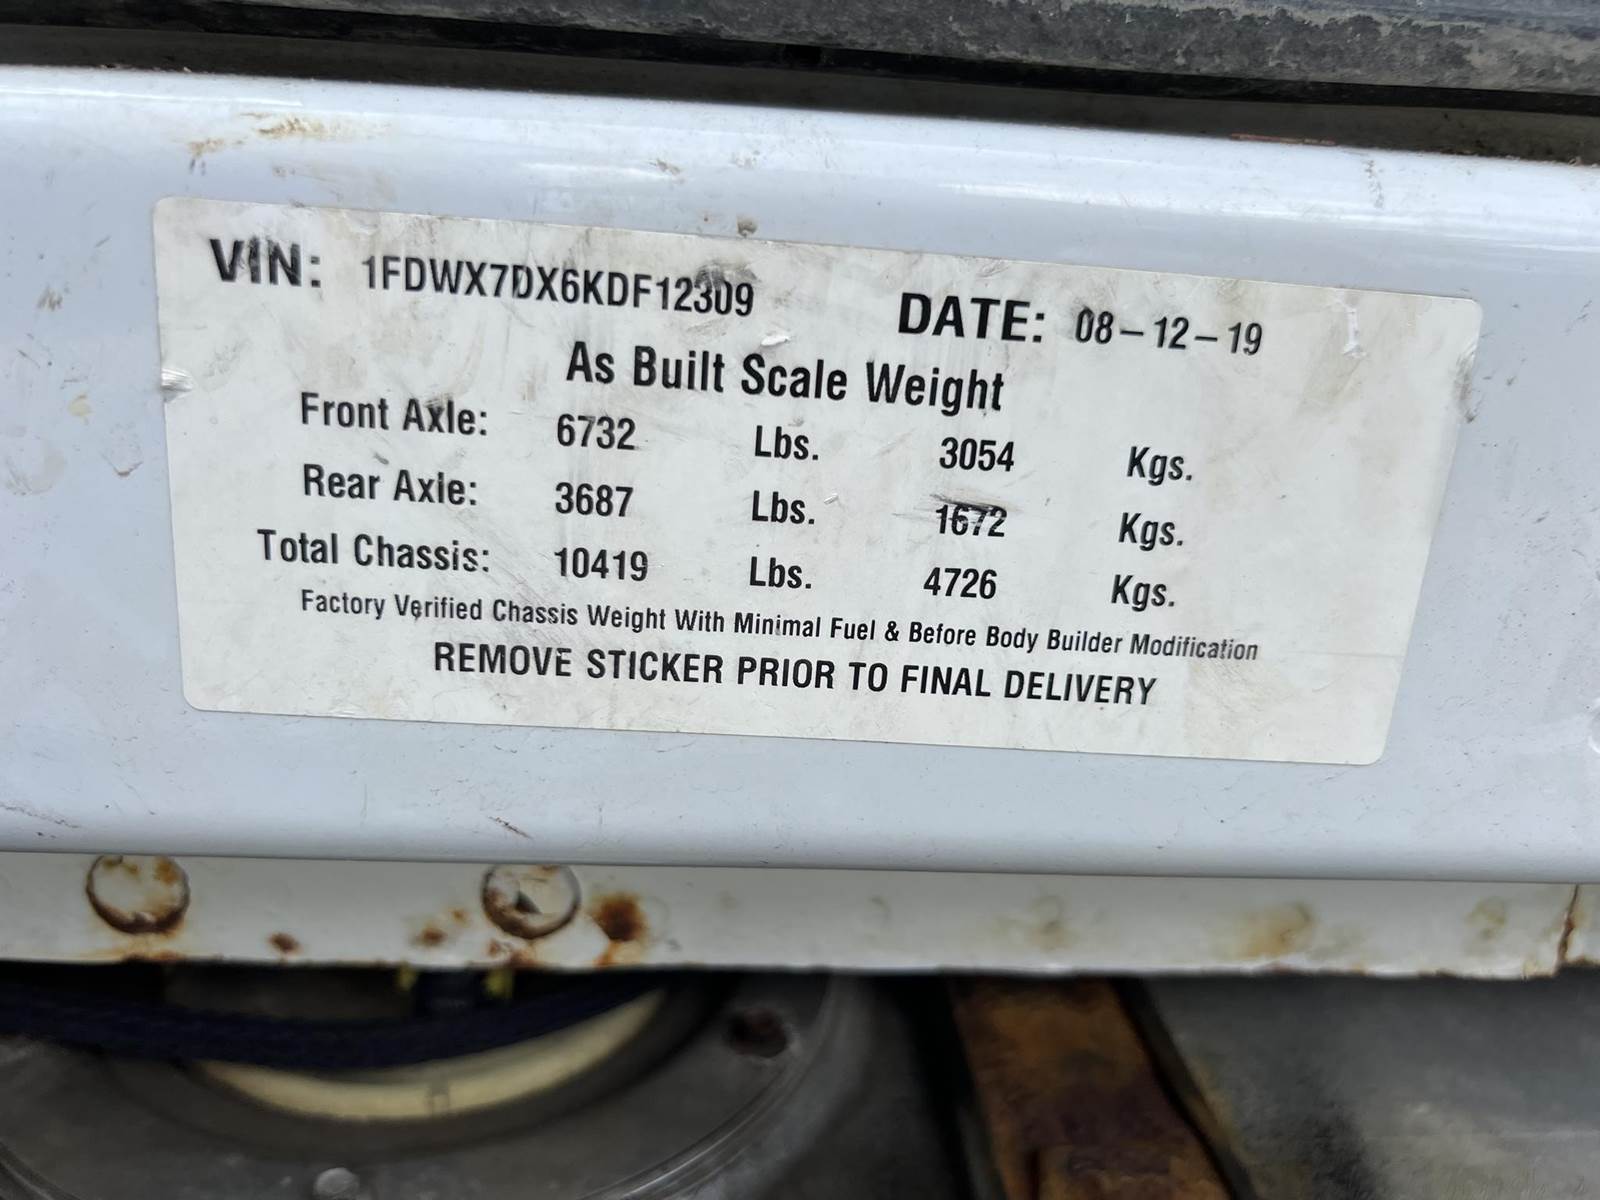 VIN: 1FDWX7DX6KDF12309 DATE: 08-12-19
As Built Scale Weight
Front Axle: 6732 Lbs. 3054 Kgs.
Rear Axle: 3687 Lbs. 1672 Kgs.
Total Chassis: 10419 Lbs. 4726 Kgs.
Factory Verified Chassis Weight With Minimal Fuel & Before Body Builder Modification
REMOVE STICKER PRIOR TO FINAL DELIVERY